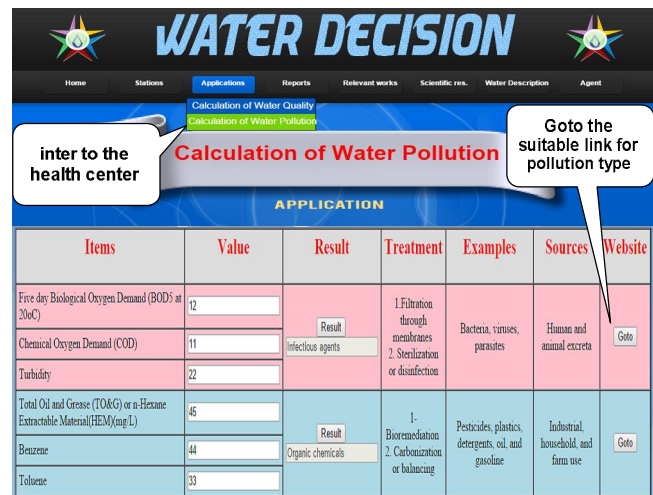 WATER DECISION
Home Stations Applications Reports Relevant works Scientific res. Water Description Agent
Calculation of Water Quality
Calculation of Water Pollution
inter to the
health center
Goto the
suitable link for
pollution type
Calculation of Water Pollution
APPLICATION
Items Value Result Treatment Examples Sources Website
Five day Biological Oxygen Demand (BOD5 at
20oC)
12
Chemical Oxygen Demand (COD)
11
Turbidity
22
Result
Infectious agents
1.Filtration
through
membranes
2. Sterilization
or disinfection
Bacteria, viruses,
parasites
Human and
animal excreta
Goto
Total Oil and Grease (TO&G) or n-Hexane
Extractable Material(HEM)(mg/L)
45
Benzene
44
Toluene
33
Result
Organic chemicals
1-
Bioremediation
2. Carbonization
or balancing
Pesticides, plastics,
detergents, oil, and
gasoline
Industrial,
household, and
farm use
Goto